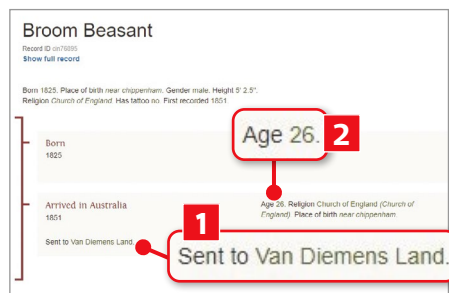 Broom Beasant
Record ID cin76895
Show full record
Born 1825. Place of birth near chippenham. Gender male. Height 5' 2.5".
Religion Church of England. Has tattoo no. First recorded 1851
Age 26.
2
Born
1825
Arrived in Australia
1851
Age 26. Religion Church of England (Church of
England). Place of birth near chippenham.
1
Sent to Van Diemens Land.
Sent to Van Diemens Land.